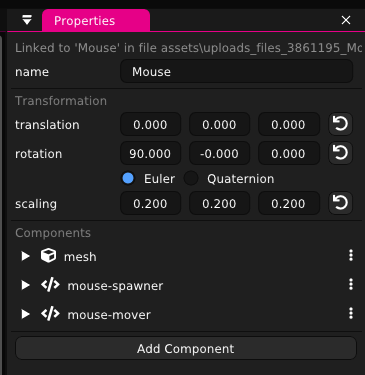 Properties
Linked to 'Mouse' in file assets\uploads_files_3861195_Mo
name Mouse
Transformation
translation 0.000 0.000 0.000
rotation 90.000 -0.000 0.000
Euler Quaternion
scaling 0.200 0.200 0.200
Components
mesh
mouse-spawner
mouse-mover
Add Component